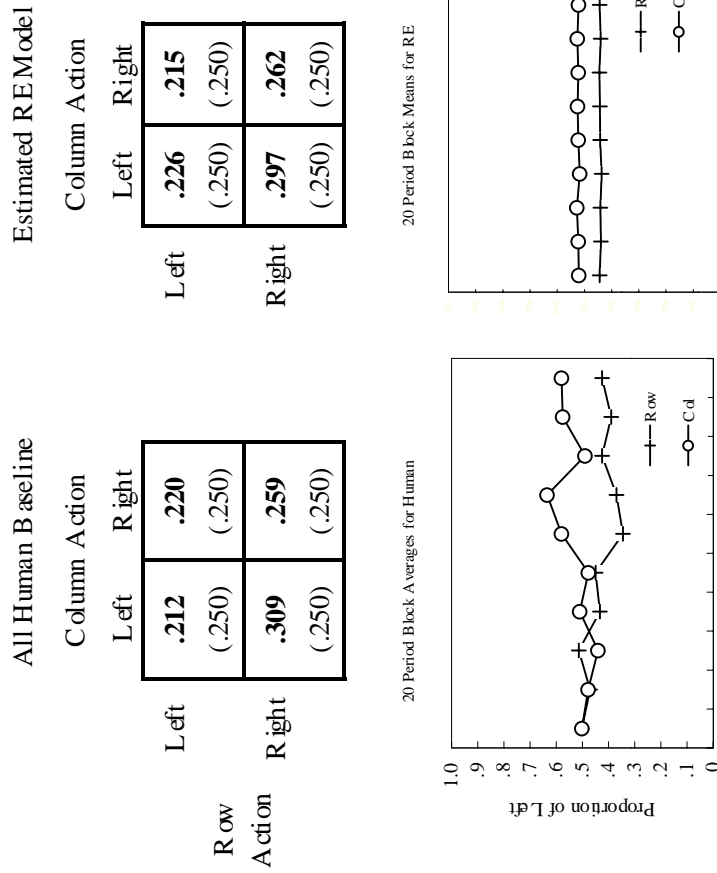 All Human Baseline
Column Action
Left Right
Row
Action
Left .212 .220
(.250) (.250)
Right .309 .259
(.250) (.250)
Estimated RE Model
Column Action
Left Right
Left .226 .215
(.250) (.250)
Right .297 .262
(.250) (.250)
20 Period Block Averages for Human
Proportion of Left
1.0
.9
.8
.7
.6
.5
.4
.3
.2
.1
0
Row
Col
20 Period Block Means for RE
R
C